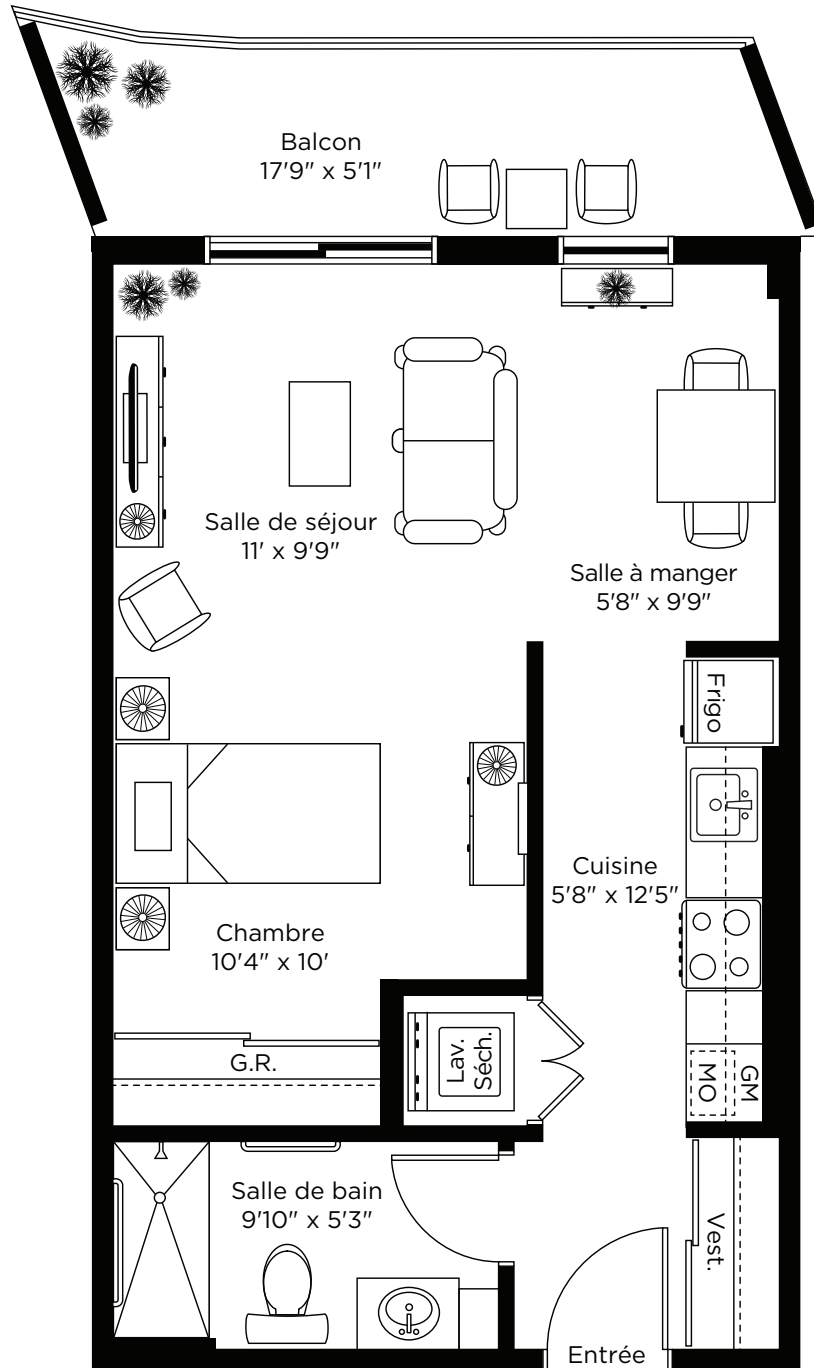 Balcon
17'9" x 5'1"
Salle de séjour
11' x 9'9"
Salle à manger
5'8" x 9'9"
Frigo
Cuisine
5'8" x 12'5"
Chambre
10'4" x 10'
G.R.
Lav.
Séch.
MO
GM
Salle de bain
9'10" x 5'3"
Vest.
Entrée